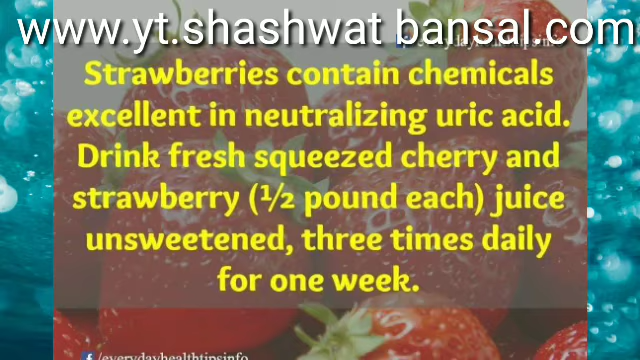 www.yt.shashwat bansal.com
Strawberries contain chemicals
excellent in neutralizing uric acid.
Drink fresh squeezed cherry and
strawberry (½ pound each) juice
unsweetened, three times daily
for one week.
f /everydayhealthtipsinfo